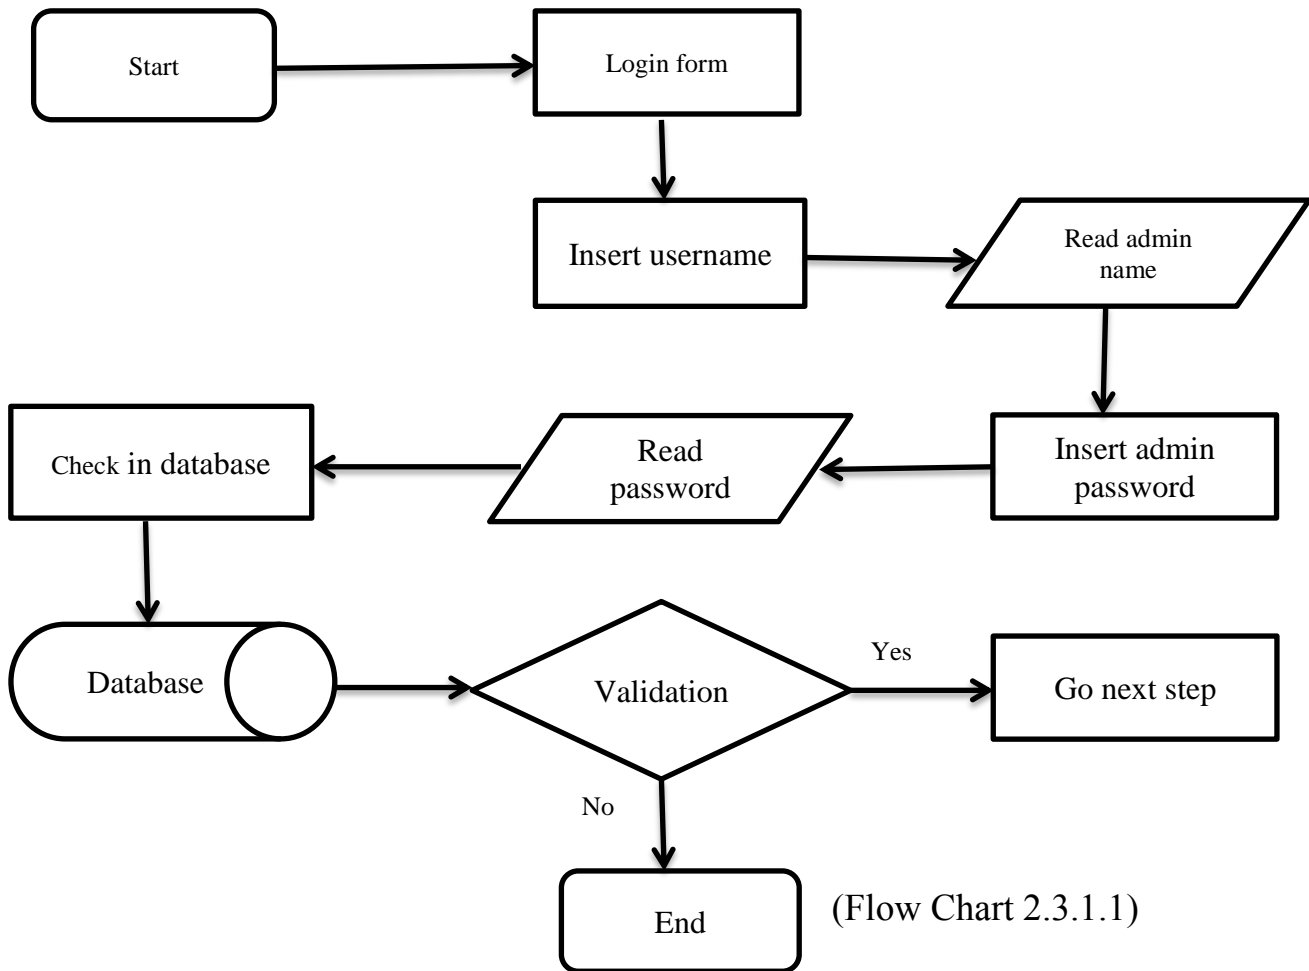 Start
Login form
Insert username
Read admin
name
Insert admin
password
Read
password
Check in database
Database
Validation
Yes
Go next step
No
End
(Flow Chart 2.3.1.1)